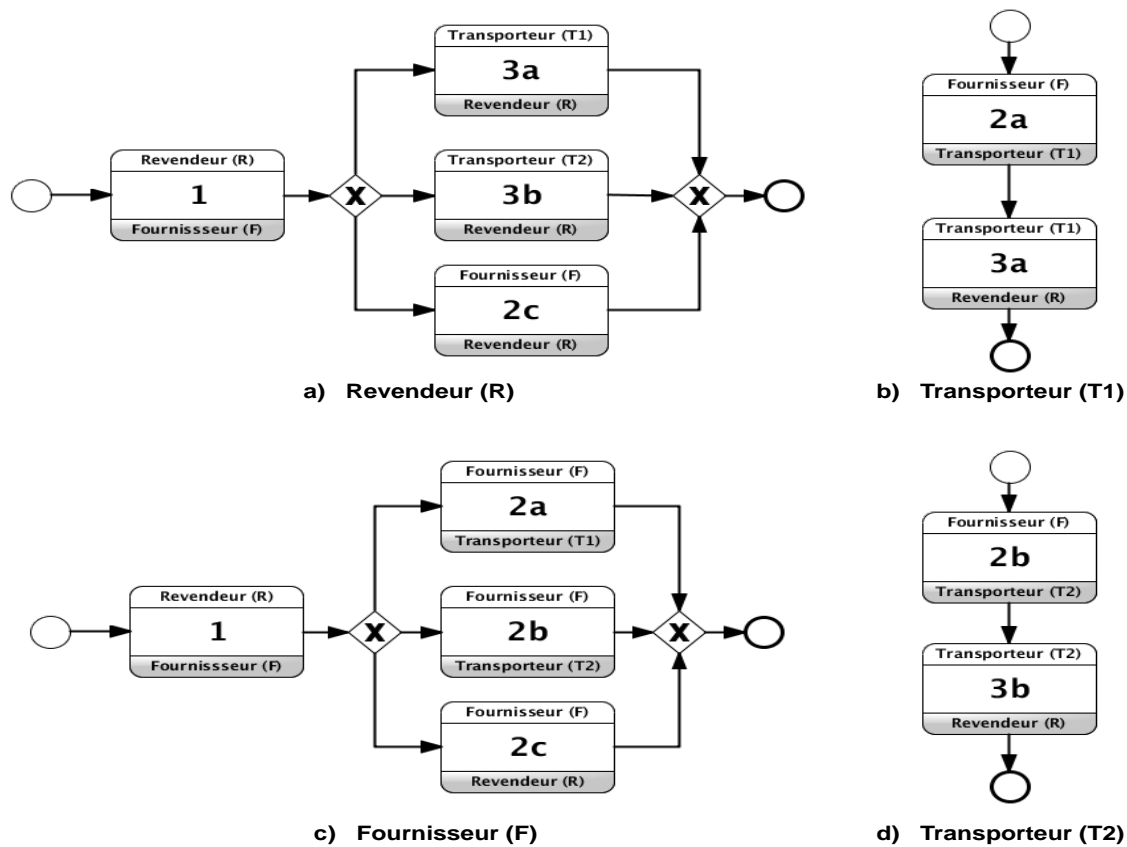 Transporteur (T1)
3a
Revendeur (R)
Revendeur (R)
1
Fournissseur (F)
X
Transporteur (T2)
3b
Revendeur (R)
X
Fournisseur (F)
2c
Revendeur (R)
a) Revendeur (R)
Fournisseur (F)
2a
Transporteur (T1)
Transporteur (T1)
3a
Revendeur (R)
b) Transporteur (T1)
Fournisseur (F)
2a
Transporteur (T1)
Revendeur (R)
1
Fournissseur (F)
X
Fournisseur (F)
2b
Transporteur (T2)
X
Fournisseur (F)
2c
Revendeur (R)
c) Fournisseur (F)
Fournisseur (F)
2b
Transporteur (T2)
Transporteur (T2)
3b
Revendeur (R)
d) Transporteur (T2)